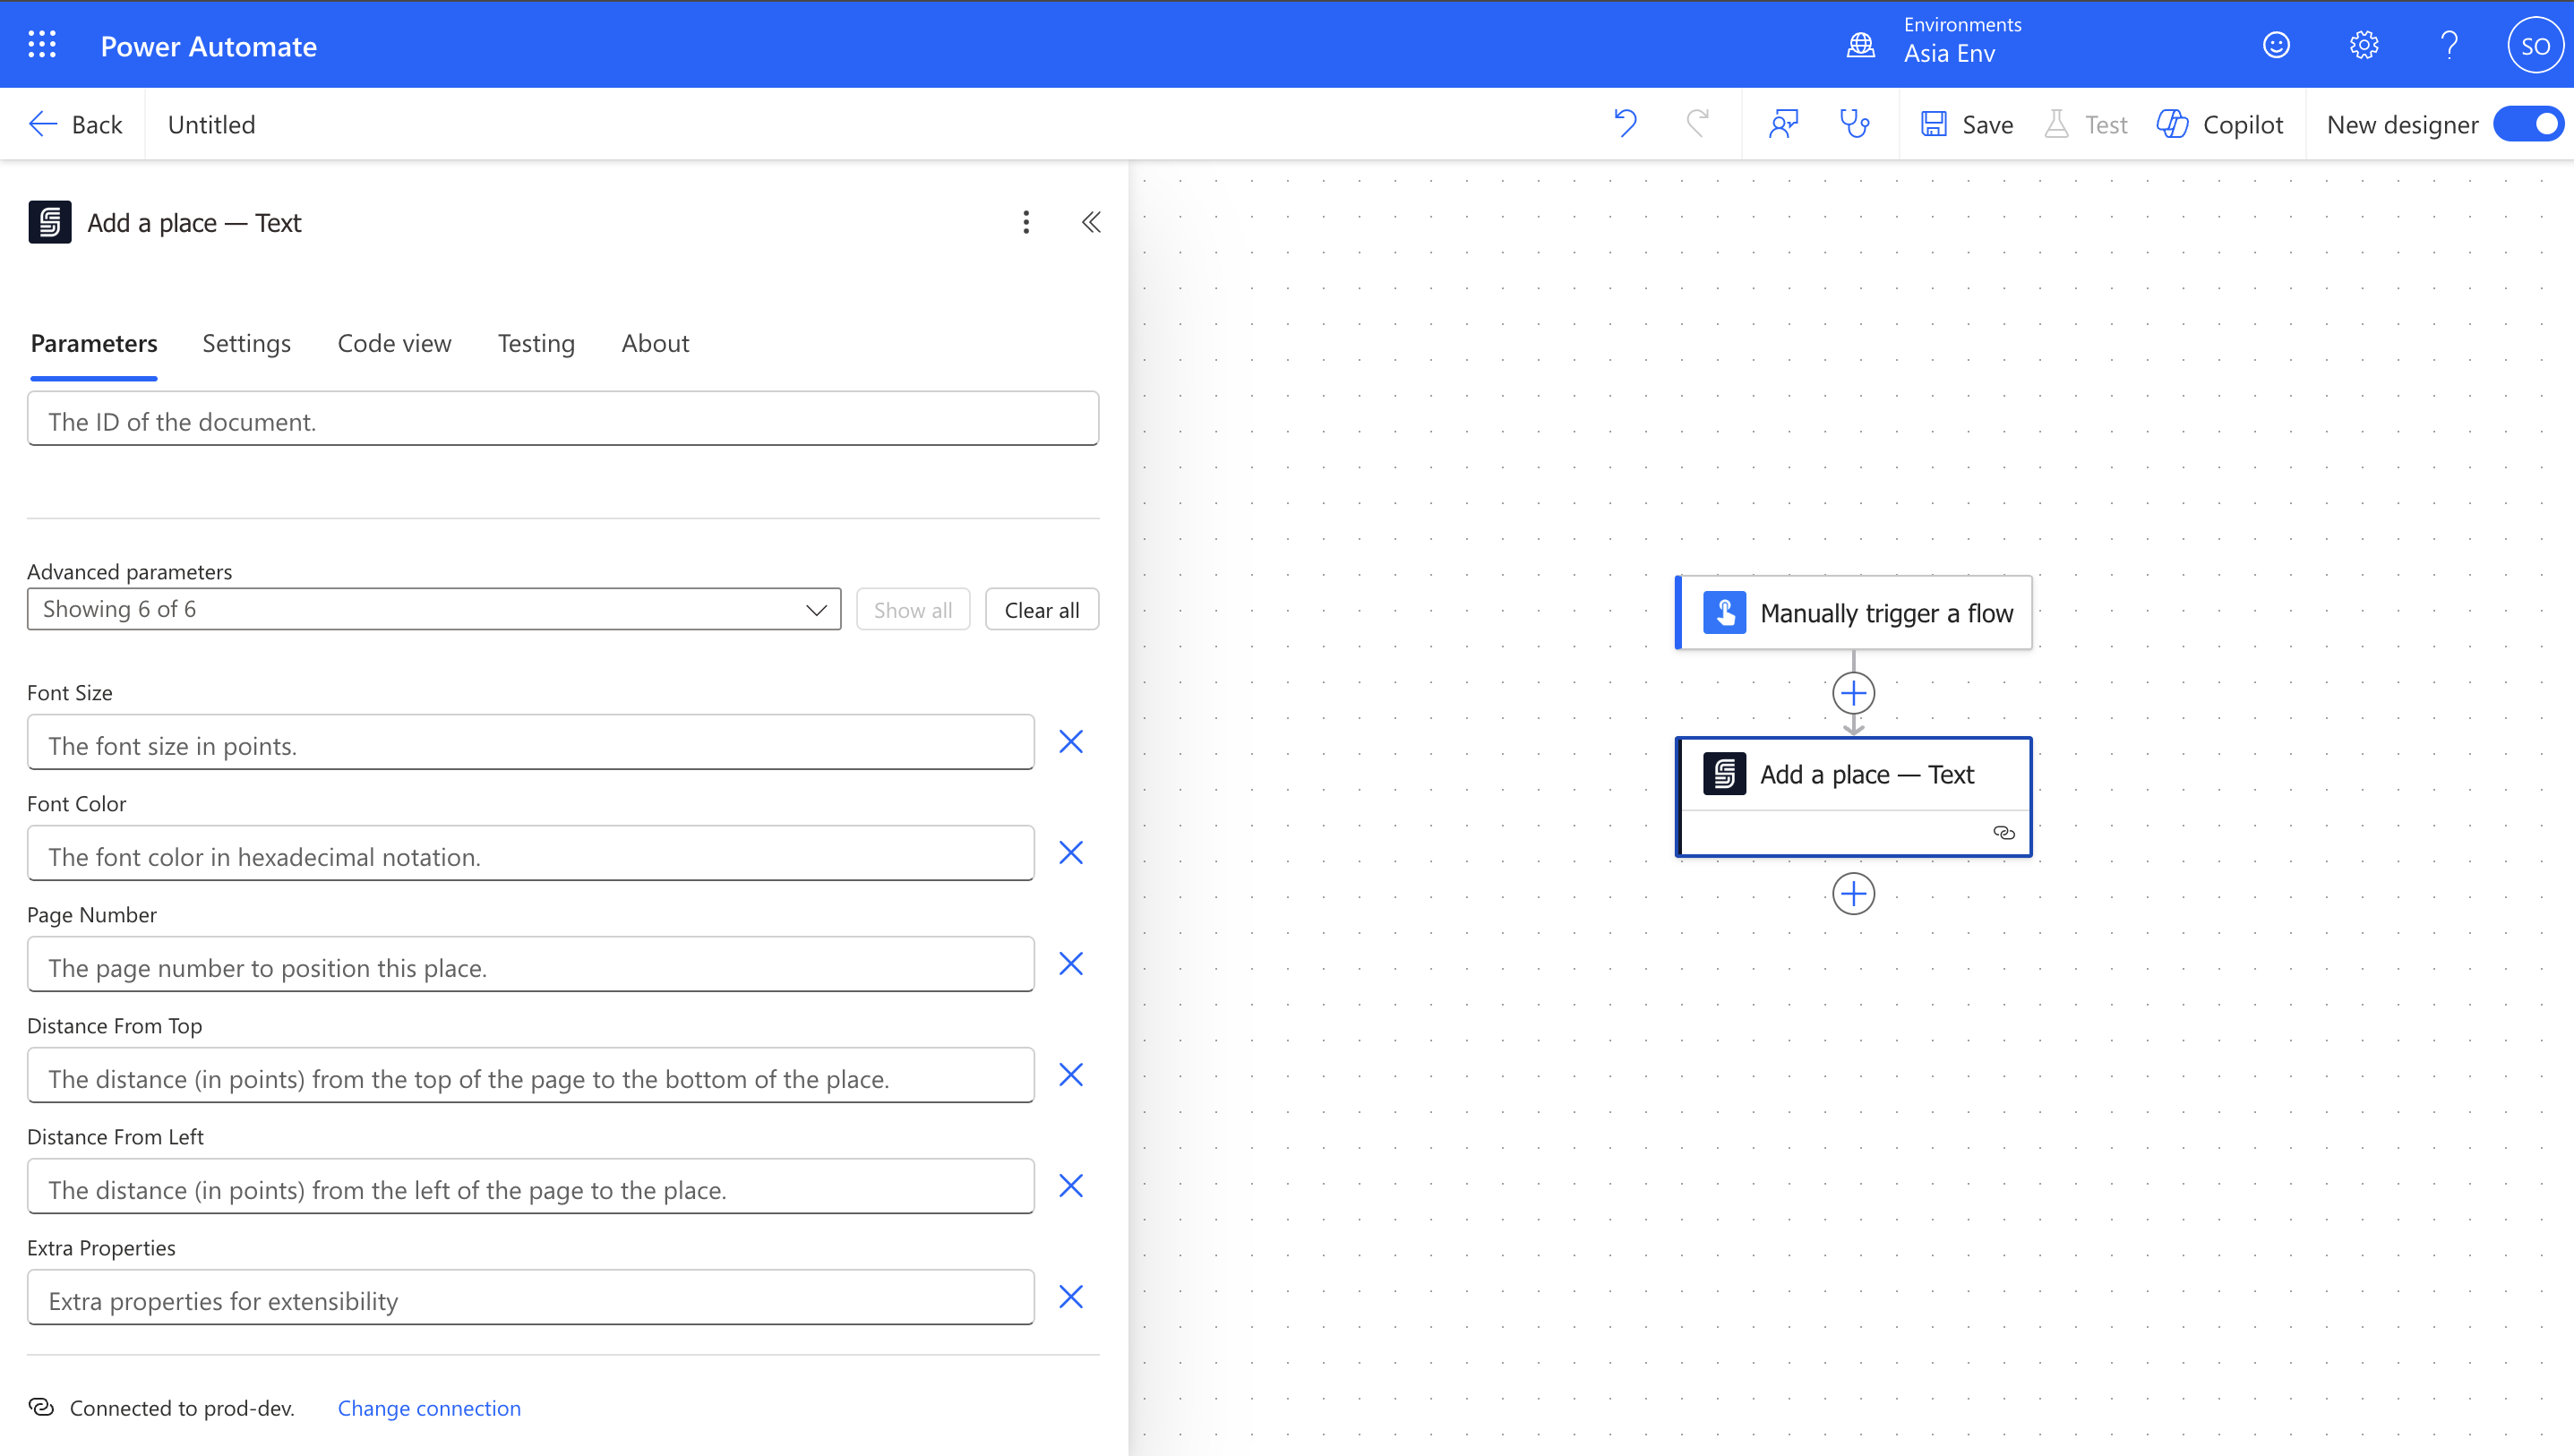 Power Automate
Environments
Asia Env
SO
Back
Untitled
Save
Test
Copilot
New designer
Add a place — Text
Parameters
Settings
Code view
Testing
About
The ID of the document.
Advanced parameters
Showing 6 of 6
Show all
Clear all
Font Size
The font size in points.
Font Color
The font color in hexadecimal notation.
Page Number
The page number to position this place.
Distance From Top
The distance (in points) from the top of the page to the bottom of the place.
Distance From Left
The distance (in points) from the left of the page to the place.
Extra Properties
Extra properties for extensibility
Connected to prod-dev.
Change connection
Manually trigger a flow
Add a place — Text